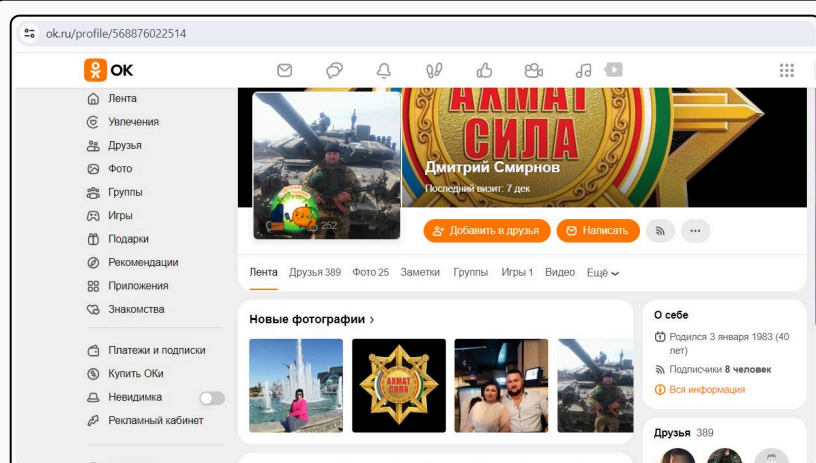 ok.ru/profile/568876022514
ОК
Лента
Увлечения
Друзья
Фото
Группы
Игры
Подарки
Рекомендации
Приложения
Знакомства
Платежи и подписки
Купить ОКи
Невидимка
Рекламный кабинет
АХМАТ
СИЛА
Дмитрий Смирнов
Последний визит: 7 дек
252
Добавить в друзья
Написать
Лента Друзья 389 Фото 25 Заметки Группы Игры 1 Видео Ещё
Новые фотографии
АХМАТ
СИЛА
О себе
Родился 3 января 1983 (40
лет)
Подписчики 8 человек
Вся информация
Друзья 389